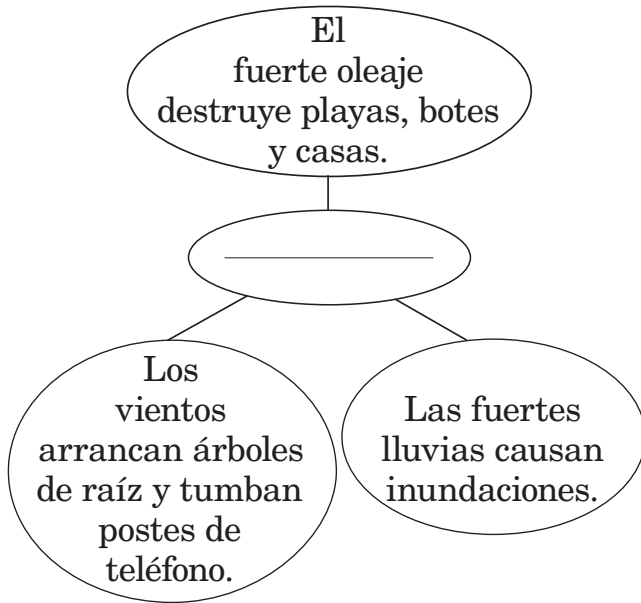 El
fuerte oleaje
destruye playas, botes
y casas.
Los
vientos
arrancan árboles
de raíz y tumban
postes de
teléfono.
Las fuertes
lluvias causan
inundaciones.